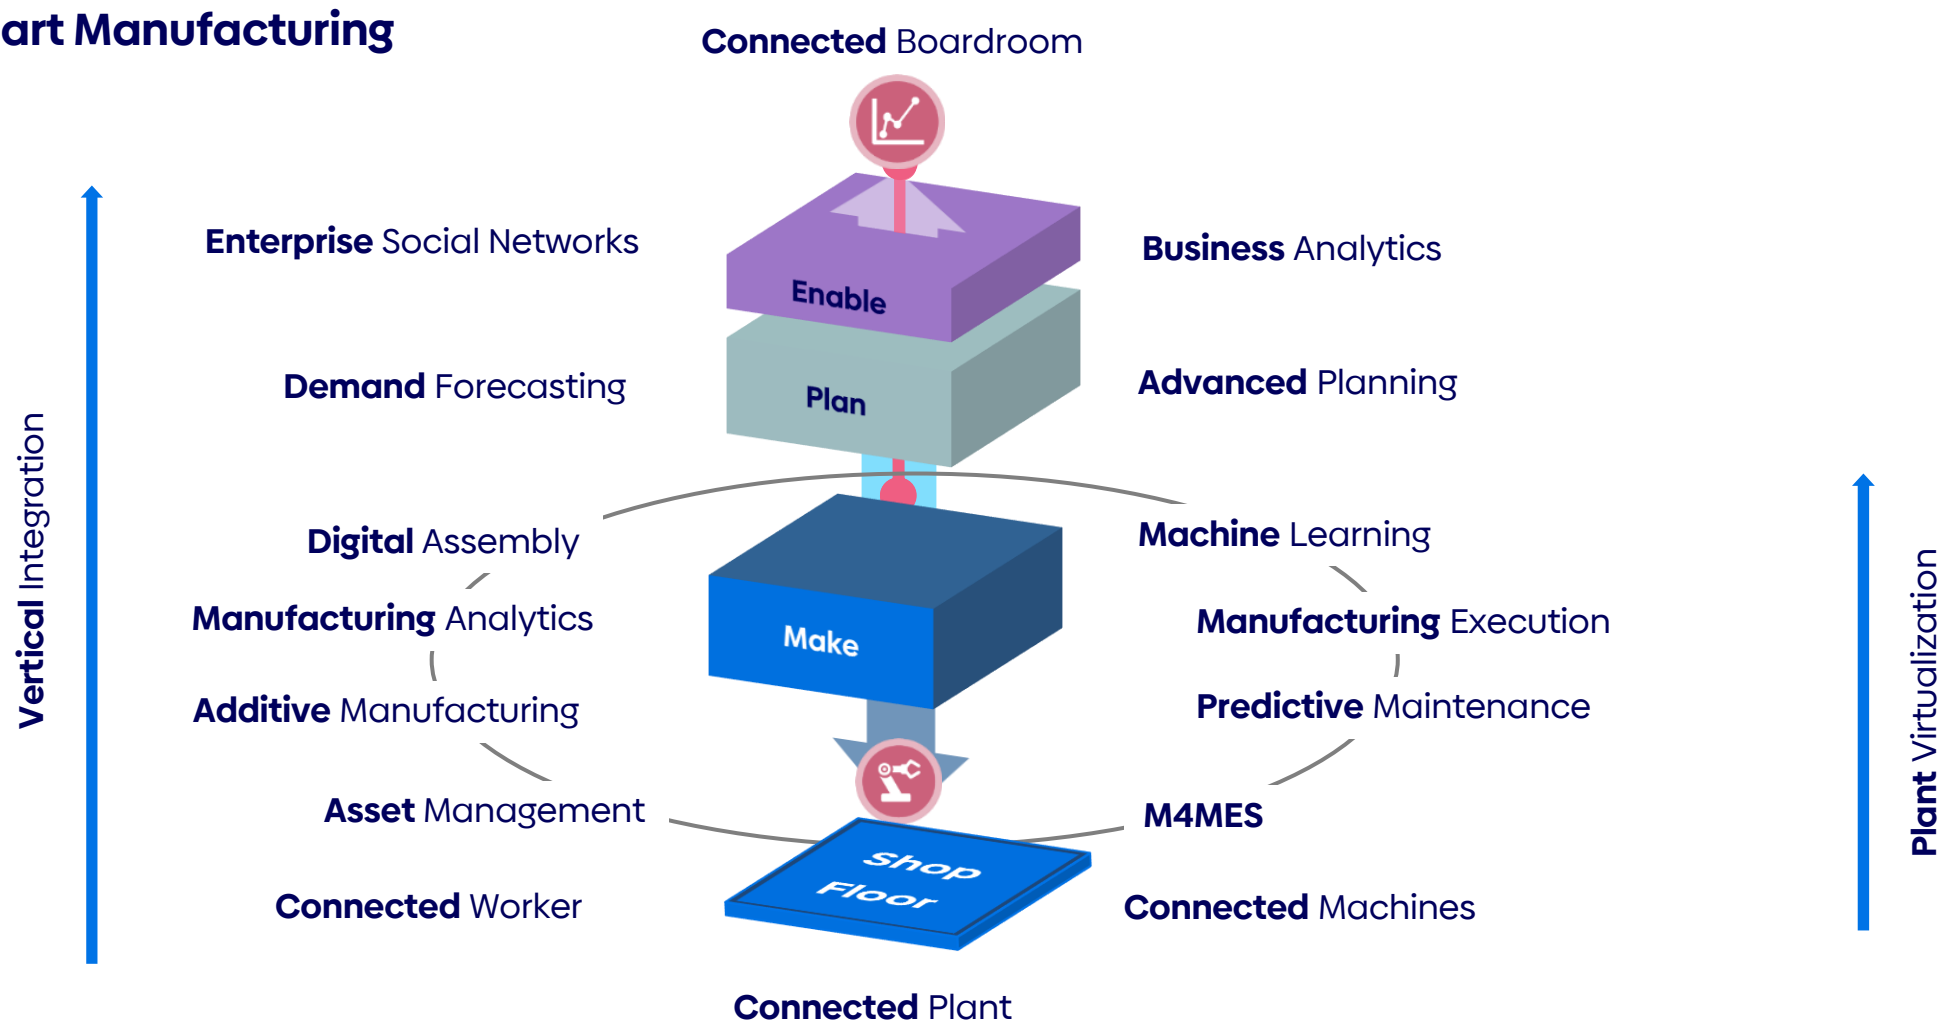 art Manufacturing
Connected Boardroom
Enterprise Social Networks
Business Analytics
Enable
Demand Forecasting
Advanced Planning
Plan
Vertical Integration
Digital Assembly
Machine Learning
Manufacturing Analytics
Manufacturing Execution
Make
Additive Manufacturing
Predictive Maintenance
Plant Virtualization
Asset Management
M4MES
Shop
Floor
Connected Worker
Connected Machines
Connected Plant